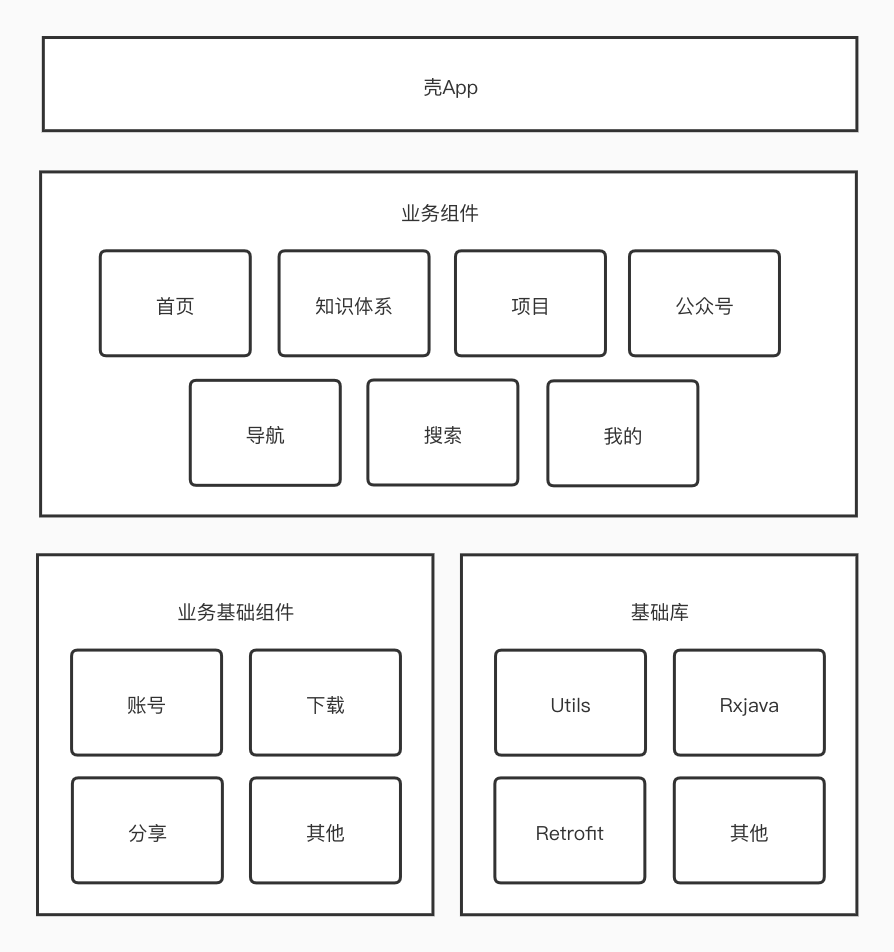 壳App
业务组件
首页
知识体系
项目
公众号
导航
搜索
我的
业务基础组件
基础库
账号
下载
Utils
Rxjava
分享
其他
Retrofit
其他